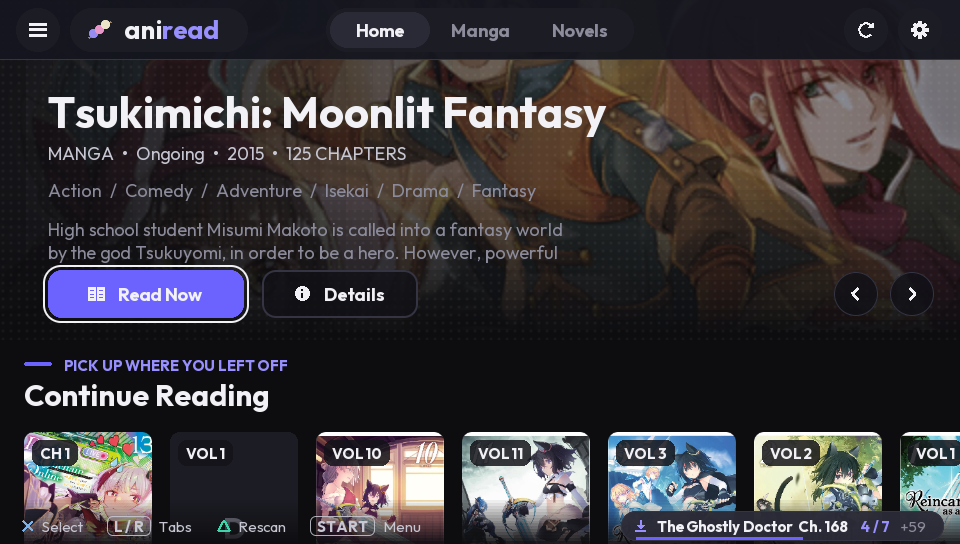 aniread
Home Manga Novels
Tsukimichi: Moonlit Fantasy
MANGA • Ongoing • 2015 • 125 CHAPTERS
Action / Comedy / Adventure / Isekai / Drama / Fantasy
High school student Misumi Makoto is called into a fantasy world
by the god Tsukuyomi, in order to be a hero. However, powerful
Read Now Details
PICK UP WHERE YOU LEFT OFF
Continue Reading
CH 1 13 VOL 1 VOL 10 10 VOL 11 VOL 3 VOL 2 VOL 1
Online
Select L / R Tabs Rescan START Menu
The Ghostly Doctor Ch. 168 4 / 7 +59